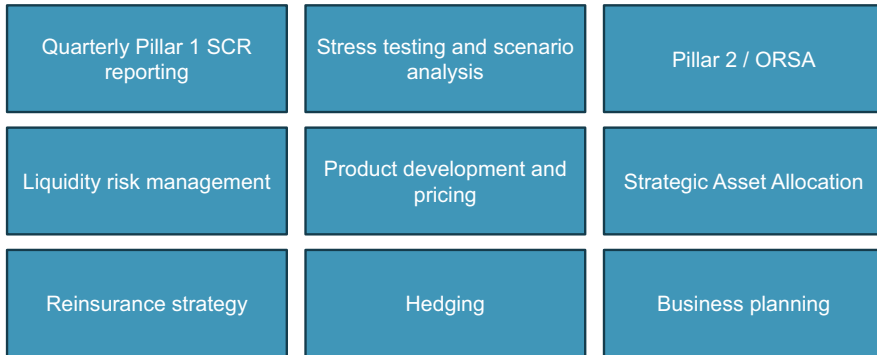 Quarterly Pillar 1 SCR
reporting
Stress testing and scenario
analysis
Pillar 2 / ORSA
Liquidity risk management
Product development and
pricing
Strategic Asset Allocation
Reinsurance strategy
Hedging
Business planning